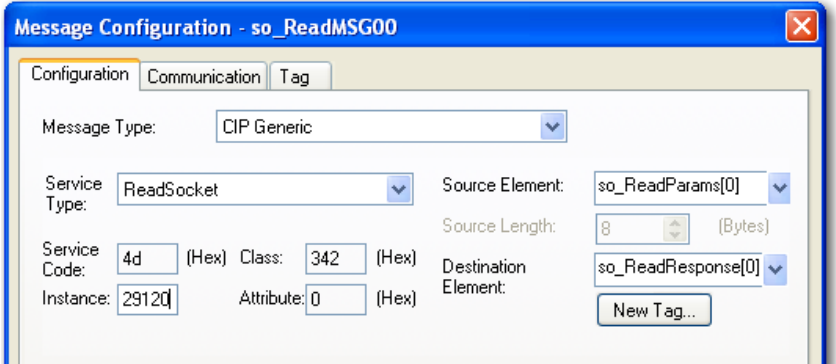 Message Configuration - so_ReadMSG00
Configuration Communication Tag
Message Type: CIP Generic
Service Type: ReadSocket
Source Element: so_ReadParams[0]
Source Length: 8 (Bytes)
Service Code: 4d (Hex) Class: 342 (Hex)
Destination Element: so_ReadResponse[0]
Instance: 29120 Attribute: 0 (Hex)
New Tag...